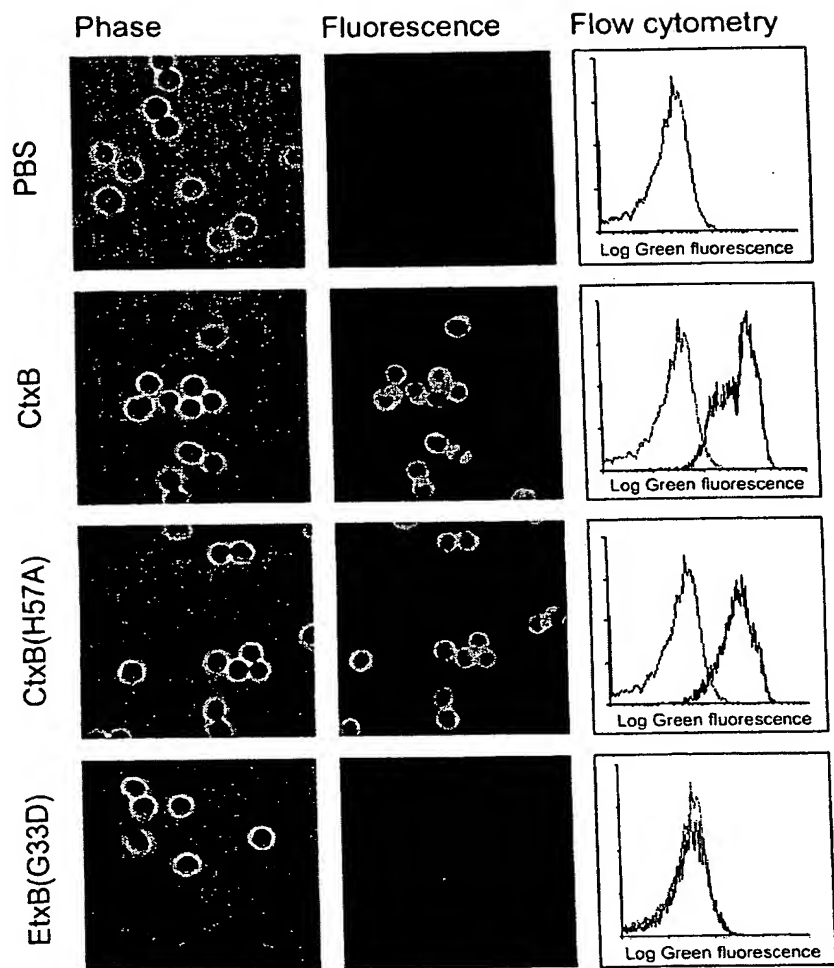 Phase Fluorescence Flow cytometry
PBS
Log Green fluorescence
CtxB
Log Green fluorescence
CtxB(H57A)
Log Green fluorescence
EtxB(G33D)
Log Green fluorescence